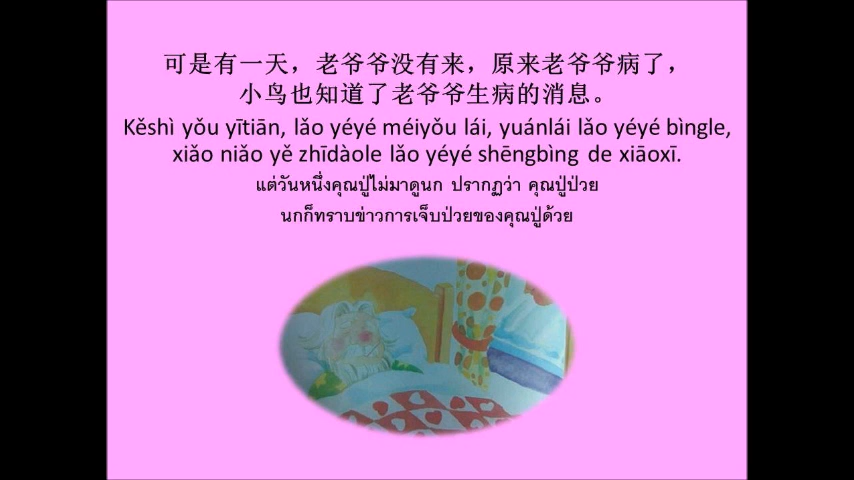 可是有一天，老爷爷没有来，原来老爷爷病了，
小鸟也知道了老爷爷生病的消息。
Kěshì yǒu yītiān, lǎo yéyé méiyǒu lái, yuánlái lǎo yéyé bìngle,
xiǎo niǎo yě zhīdàole lǎo yéyé shēngbìng de xiāoxī.
แต่วันหนึ่งคุณปู่ไม่มาดูนก ปรากฏว่า คุณปู่ป่วย
นกก็ทราบข่าวการเจ็บป่วยของคุณปู่ด้วย